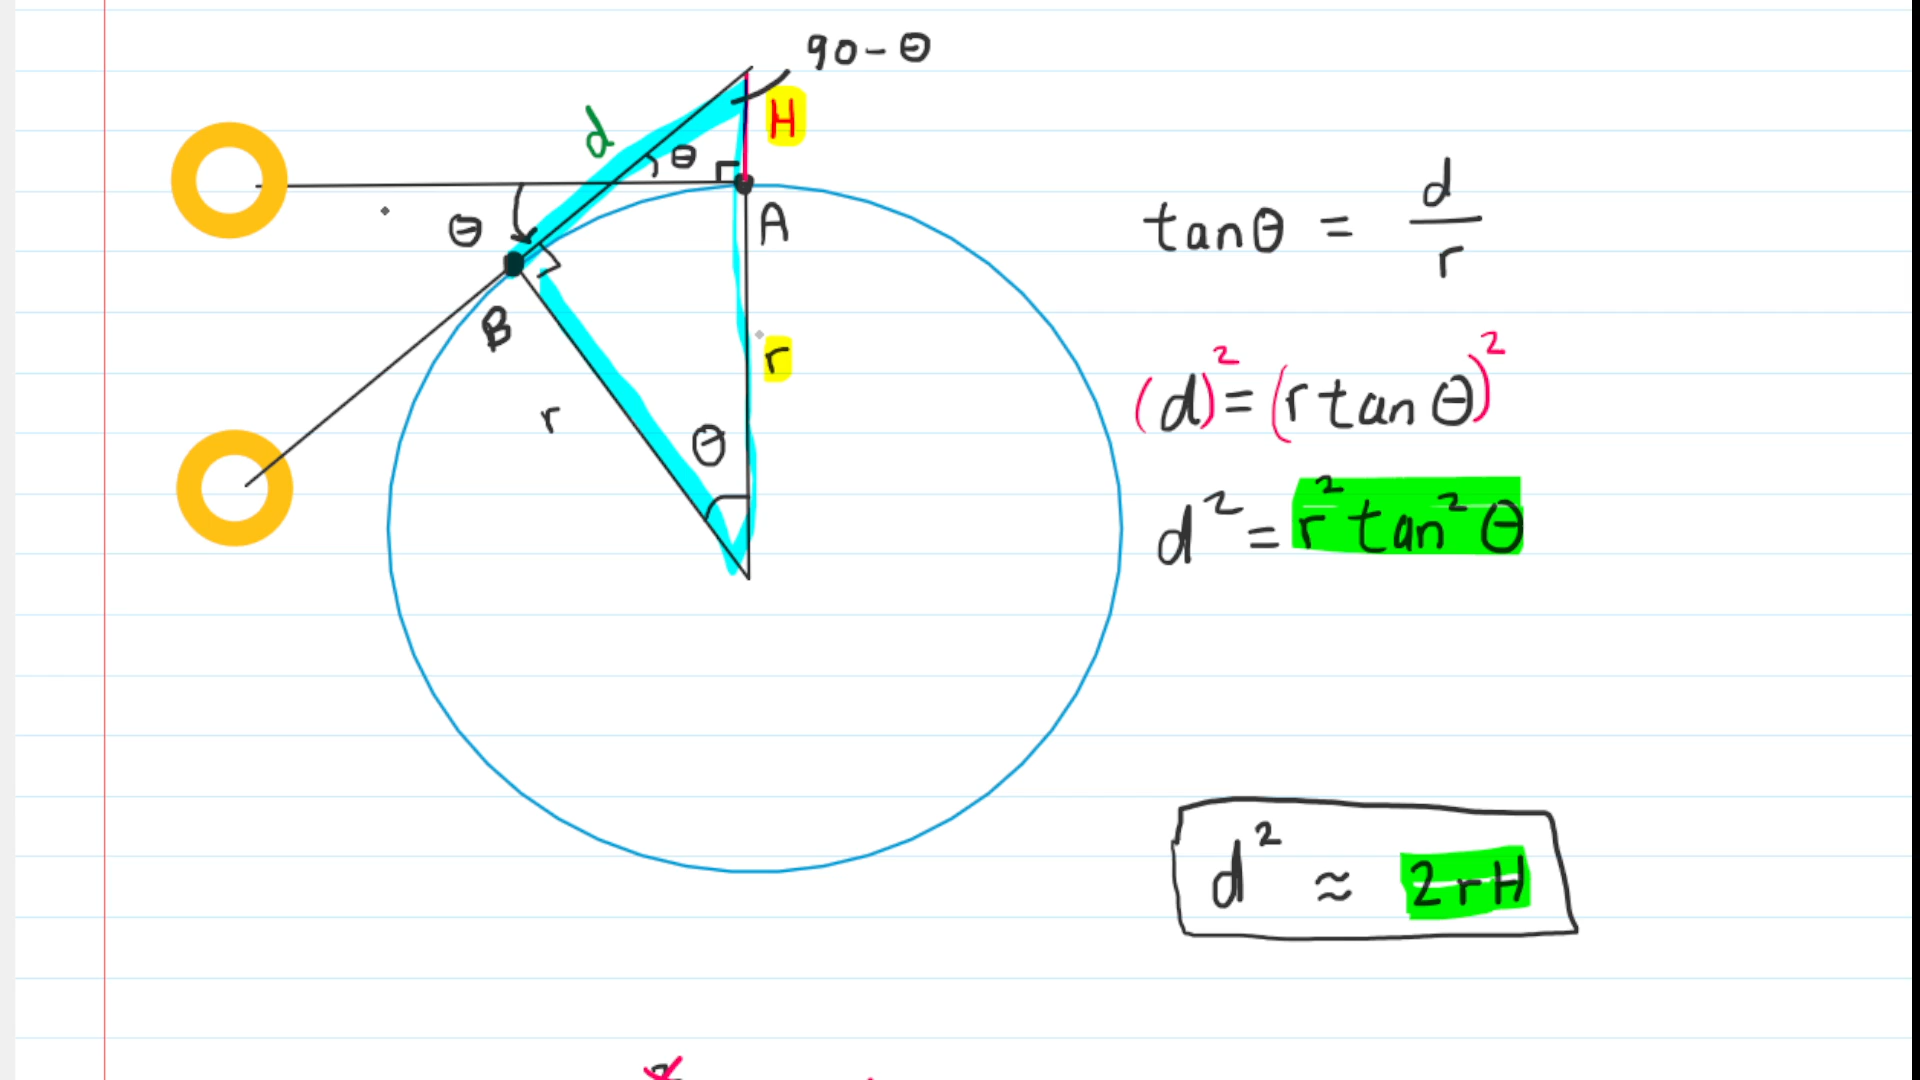 90-θ
d
H
θ
θ
A
B
r
r
θ
tanθ = d/r
(d)² = (r tan θ)²
d² = r² tan² θ
d² ≈ 2rH